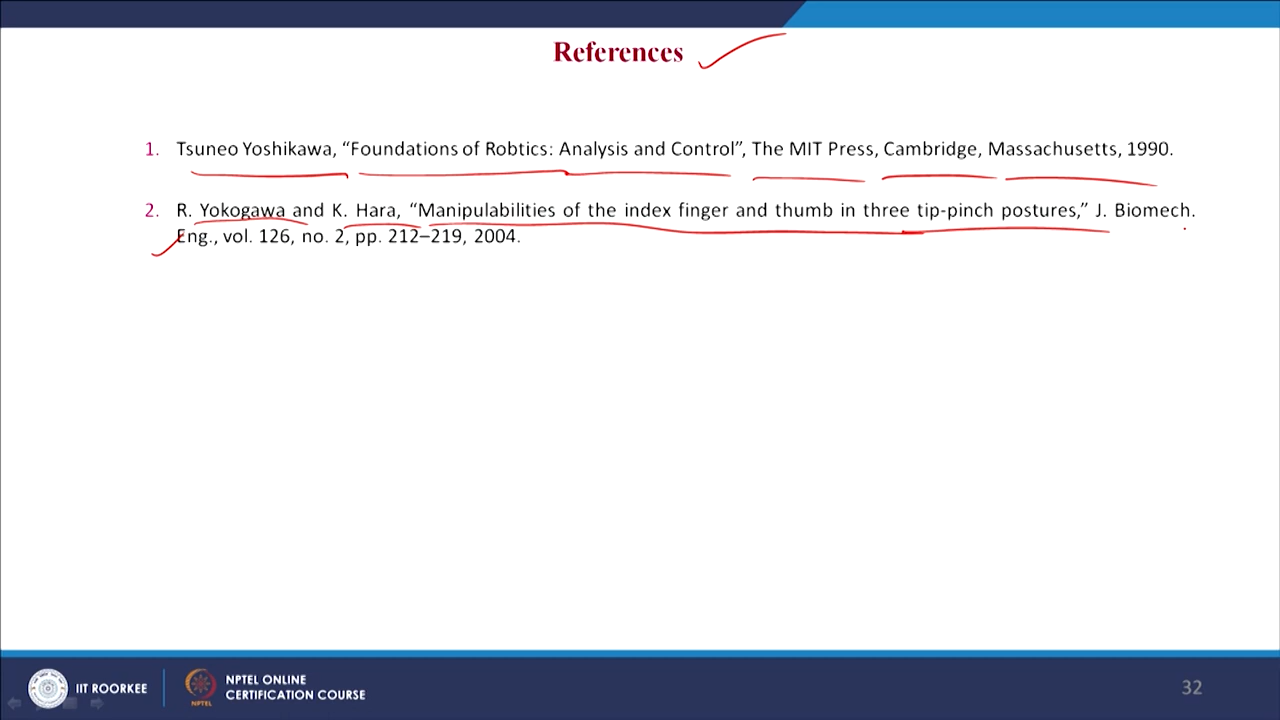 References
1. Tsuneo Yoshikawa, “Foundations of Robtics: Analysis and Control”, The MIT Press, Cambridge, Massachusetts, 1990.
2. R. Yokogawa and K. Hara, “Manipulabilities of the index finger and thumb in three tip-pinch postures,” J. Biomech.
Eng., vol. 126, no. 2, pp. 212–219, 2004.
IIT ROORKEE
NPTEL
NPTEL ONLINE
CERTIFICATION COURSE
32